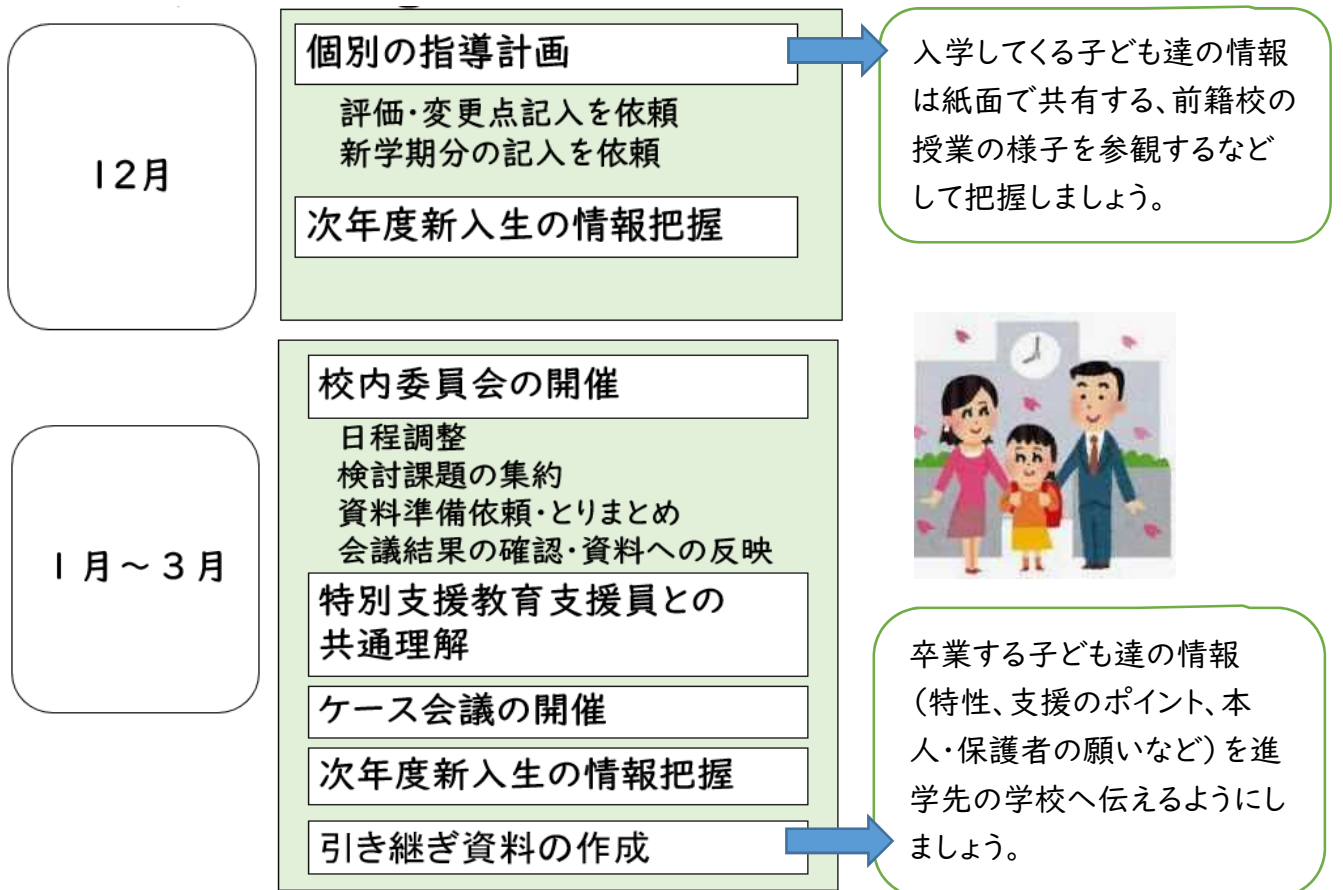 12月
個別の指導計画
評価・変更点記入を依頼
新学期分の記入を依頼
次年度新入生の情報把握
入学してくる子ども達の情報
は紙面で共有する、前籍校の
授業の様子を参観するなど
して把握しましょう。
1月～3月
校内委員会の開催
日程調整
検討課題の集約
資料準備依頼・とりまとめ
会議結果の確認・資料への反映
特別支援教育支援員との
共通理解
ケース会議の開催
次年度新入生の情報把握
引き継ぎ資料の作成
卒業する子ども達の情報
（特性、支援のポイント、本
人・保護者の願いなど）を進
学先の学校へ伝えるようにし
ましょう。